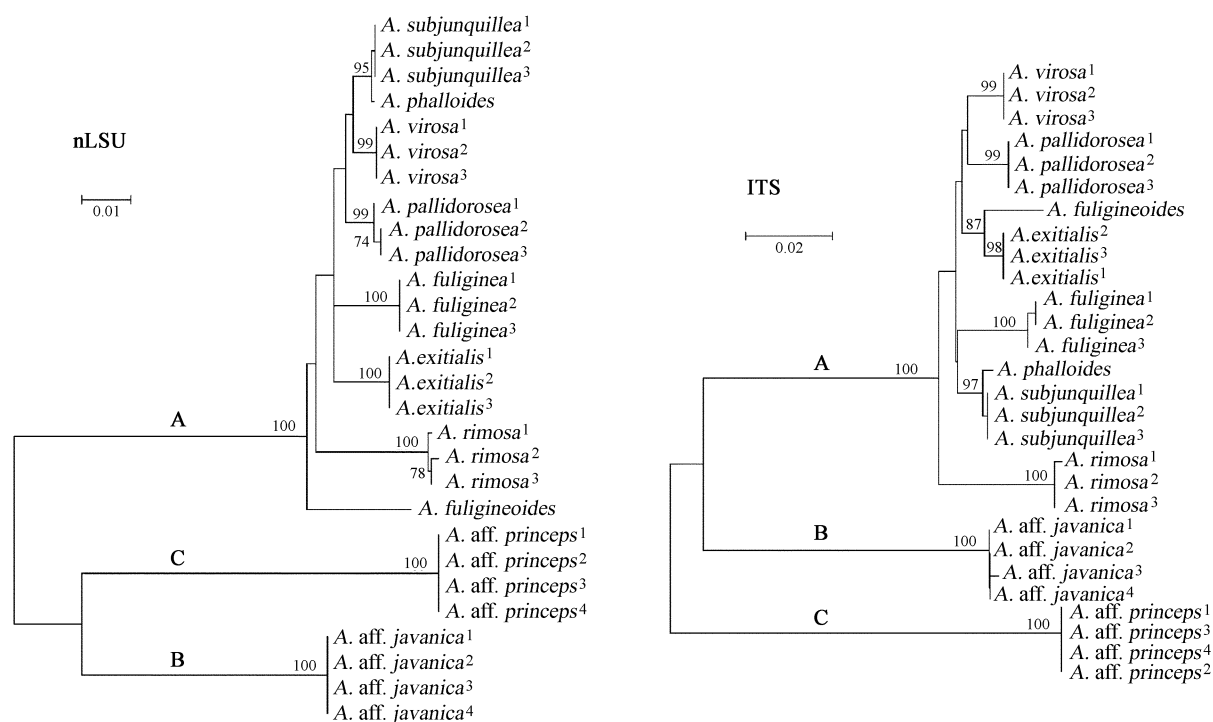 nLSU
0.01
A. subjunquillea1
A. subjunquillea2
95
A. subjunquillea3
A. phalloides
A. virosa1
99
A. virosa2
A. virosa3
A. pallidorosea1
99
A. pallidorosea2
74
A. pallidorosea3
A. fuliginea1
100
A. fuliginea2
A. fuliginea3
A.exitialis1
100
A.exitialis2
A.exitialis3
A
100
A. rimosa1
100
A. rimosa2
78
A. rimosa3
A. fuligineoides
C
A. aff. princeps1
100
A. aff. princeps2
A. aff. princeps3
A. aff. princeps4
B
A. aff. javanica1
100
A. aff. javanica2
A. aff. javanica3
A. aff. javanica4
ITS
0.02
A. virosa1
99
A. virosa2
A. virosa3
A. pallidorosea1
99
A. pallidorosea2
A. pallidorosea3
A. fuligineoides
87
A.exitialis2
98
A.exitialis3
A.exitialis1
A. fuliginea1
100
A. fuliginea2
A. fuliginea3
A
100
A. phalloides
97
A. subjunquillea1
A. subjunquillea2
A. subjunquillea3
A. rimosa1
100
A. rimosa2
A. rimosa3
B
A. aff. javanica1
100
A. aff. javanica2
A. aff. javanica3
A. aff. javanica4
C
A. aff. princeps1
100
A. aff. princeps3
A. aff. princeps4
A. aff. princeps2